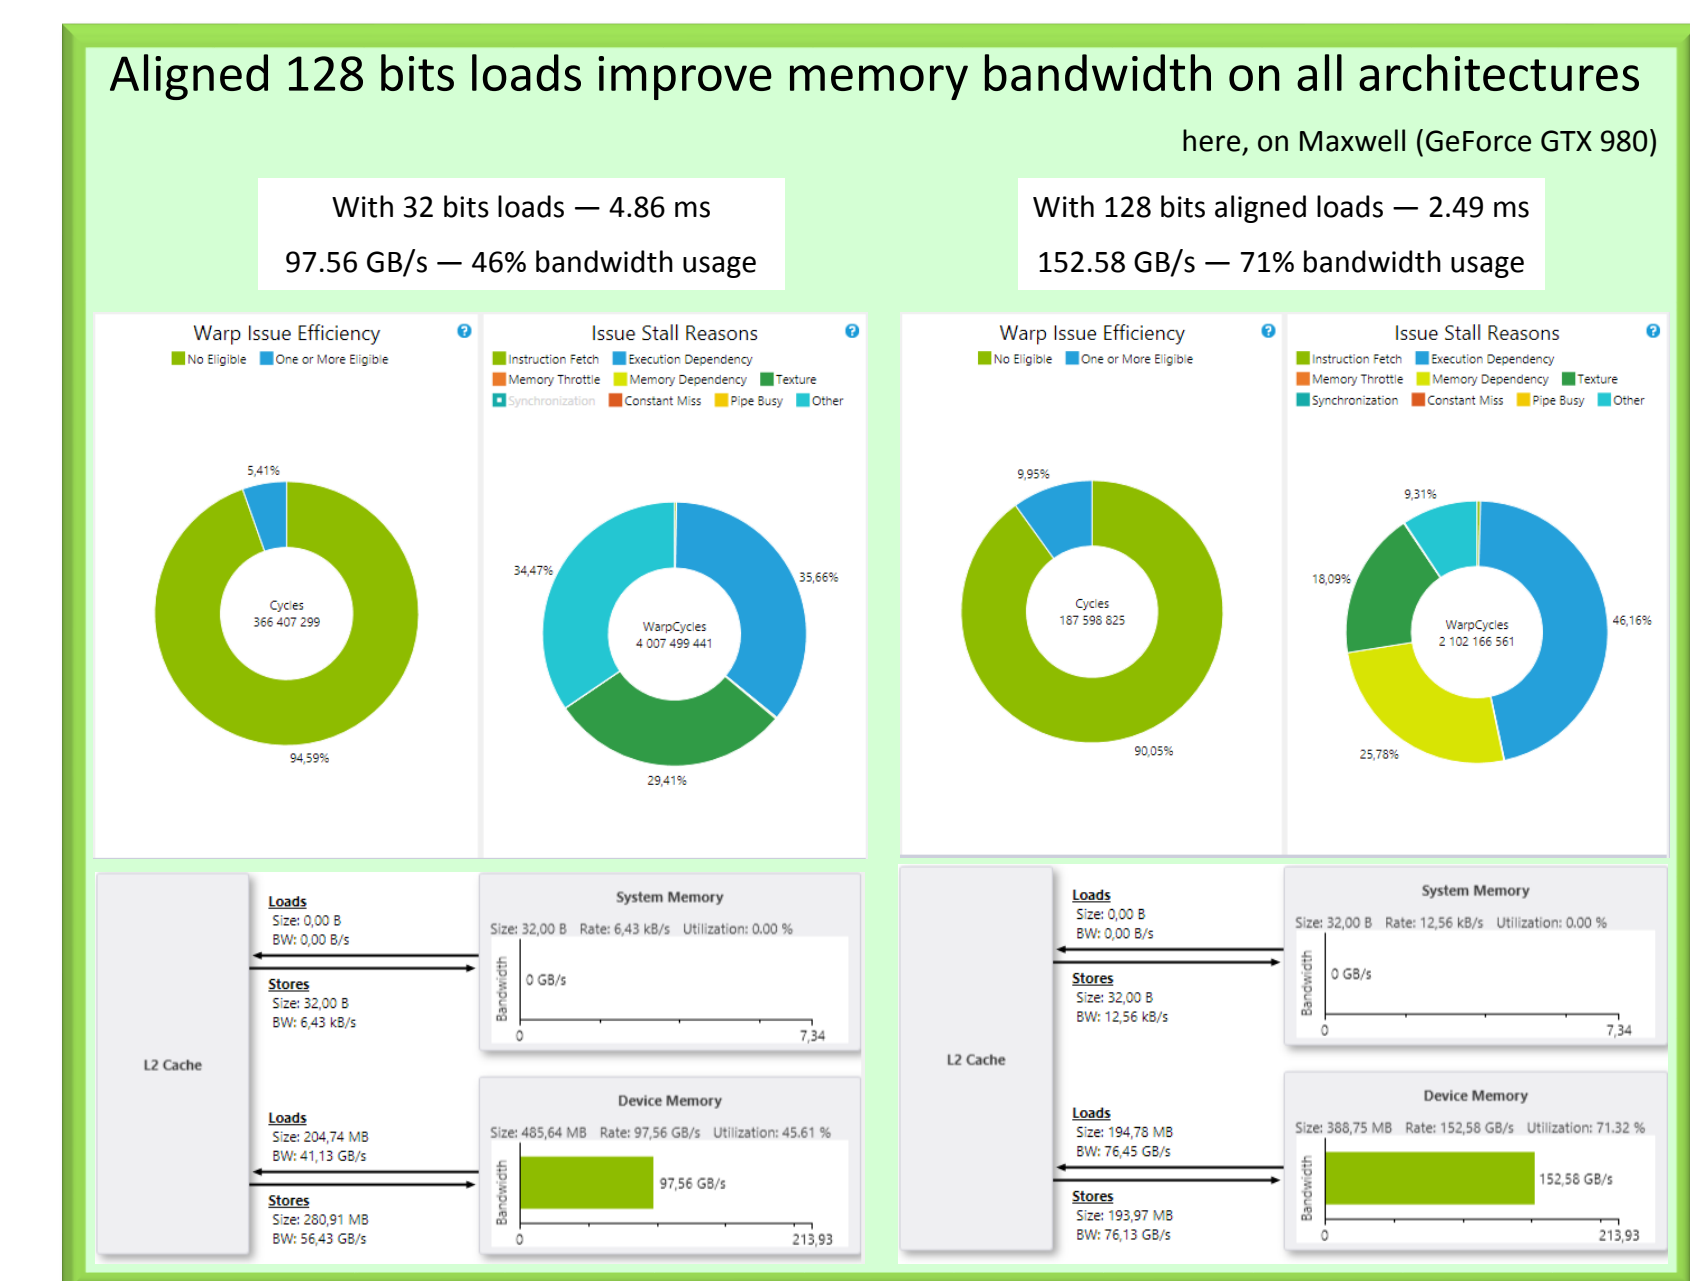 Aligned 128 bits loads improve memory bandwidth on all architectures
here, on Maxwell (GeForce GTX 980)
With 32 bits loads — 4.86 ms
97.56 GB/s — 46% bandwidth usage
With 128 bits aligned loads — 2.49 ms
152.58 GB/s — 71% bandwidth usage
Warp Issue Efficiency
No Eligible One or More Eligible
5,41%
Cycles
366 407 299
94,59%
Issue Stall Reasons
Instruction Fetch Execution Dependency
Memory Throttle Memory Dependency Texture
Synchronization Constant Miss Pipe Busy Other
34,47%
35,66%
WarpCycles
4 007 499 441
29,41%
Warp Issue Efficiency
No Eligible One or More Eligible
9,95%
Cycles
187 598 825
90,05%
Issue Stall Reasons
Instruction Fetch Execution Dependency
Memory Throttle Memory Dependency Texture
Synchronization Constant Miss Pipe Busy Other
9,31%
18,09%
46,16%
WarpCycles
2 102 166 561
25,78%
L2 Cache
Loads
Size: 0,00 B
BW: 0,00 B/s
Stores
Size: 32,00 B
BW: 6,43 kB/s
System Memory
Size: 32,00 B Rate: 6,43 kB/s Utilization: 0.00 %
Bandwidth
0 GB/s
0 7,34
Loads
Size: 204,74 MB
BW: 41,13 GB/s
Stores
Size: 280,91 MB
BW: 56,43 GB/s
Device Memory
Size: 485,64 MB Rate: 97,56 GB/s Utilization: 45.61 %
Bandwidth
97,56 GB/s
0 213,93
L2 Cache
Loads
Size: 0,00 B
BW: 0,00 B/s
Stores
Size: 32,00 B
BW: 12,56 kB/s
System Memory
Size: 32,00 B Rate: 12,56 kB/s Utilization: 0.00 %
Bandwidth
0 GB/s
0 7,34
Loads
Size: 194,78 MB
BW: 76,45 GB/s
Stores
Size: 193,97 MB
BW: 76,13 GB/s
Device Memory
Size: 388,75 MB Rate: 152,58 GB/s Utilization: 71.32 %
Bandwidth
152,58 GB/s
0 213,93